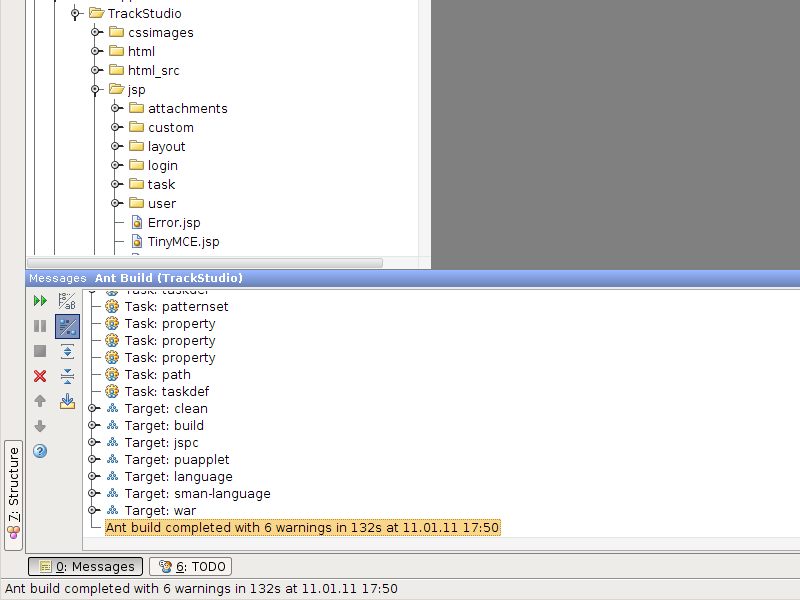 TrackStudio
cssimages
html
html_src
jsp
attachments
custom
layout
login
task
user
Error.jsp
TinyMCE.jsp
Messages Ant Build (TrackStudio)
Task: taskdef
Task: patternset
Task: property
Task: property
Task: property
Task: path
Task: taskdef
Target: clean
Target: build
Target: jspc
Target: puapplet
Target: language
Target: sman-language
Target: war
Ant build completed with 6 warnings in 132s at 11.01.11 17:50
Z: Structure
0: Messages 6: TODO
Ant build completed with 6 warnings in 132s at 11.01.11 17:50